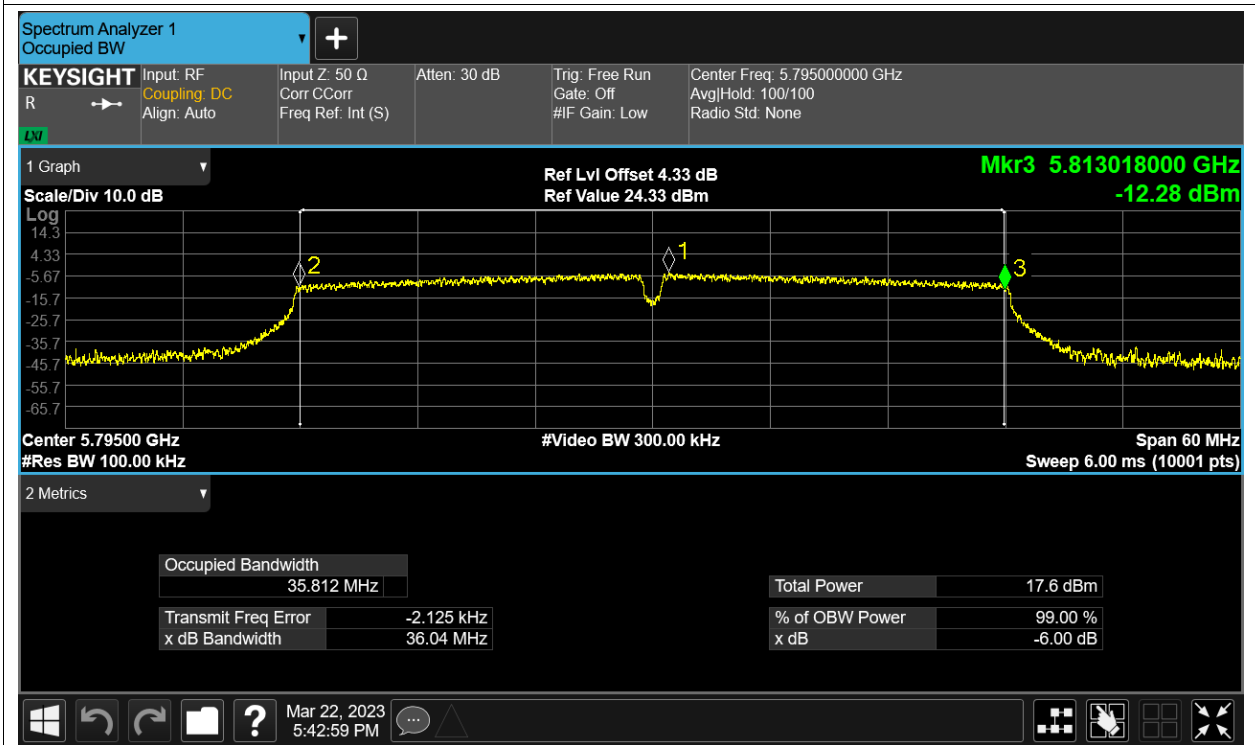 Spectrum Analyzer 1
Occupied BW
+
KEYSIGHT Input: RF Input Z: 50 Ω Atten: 30 dB Trig: Free Run Center Freq: 5.795000000 GHz
R Coupling: DC Corr CCorr Gate: Off Avg|Hold: 100/100
Align: Auto Freq Ref: Int (S) #IF Gain: Low Radio Std: None
LXI
1 Graph
Ref Lvl Offset 4.33 dB Mkr3 5.813018000 GHz
Scale/Div 10.0 dB Ref Value 24.33 dBm -12.28 dBm
Log
14.3
4.33
-5.67
-15.7
-25.7
-35.7
-45.7
-55.7
-65.7
2
1
3
Center 5.79500 GHz #Video BW 300.00 kHz Span 60 MHz
#Res BW 100.00 kHz Sweep 6.00 ms (10001 pts)
2 Metrics
Occupied Bandwidth
35.812 MHz Total Power 17.6 dBm
Transmit Freq Error -2.125 kHz % of OBW Power 99.00 %
x dB Bandwidth 36.04 MHz x dB -6.00 dB
? Mar 22, 2023
5:42:59 PM